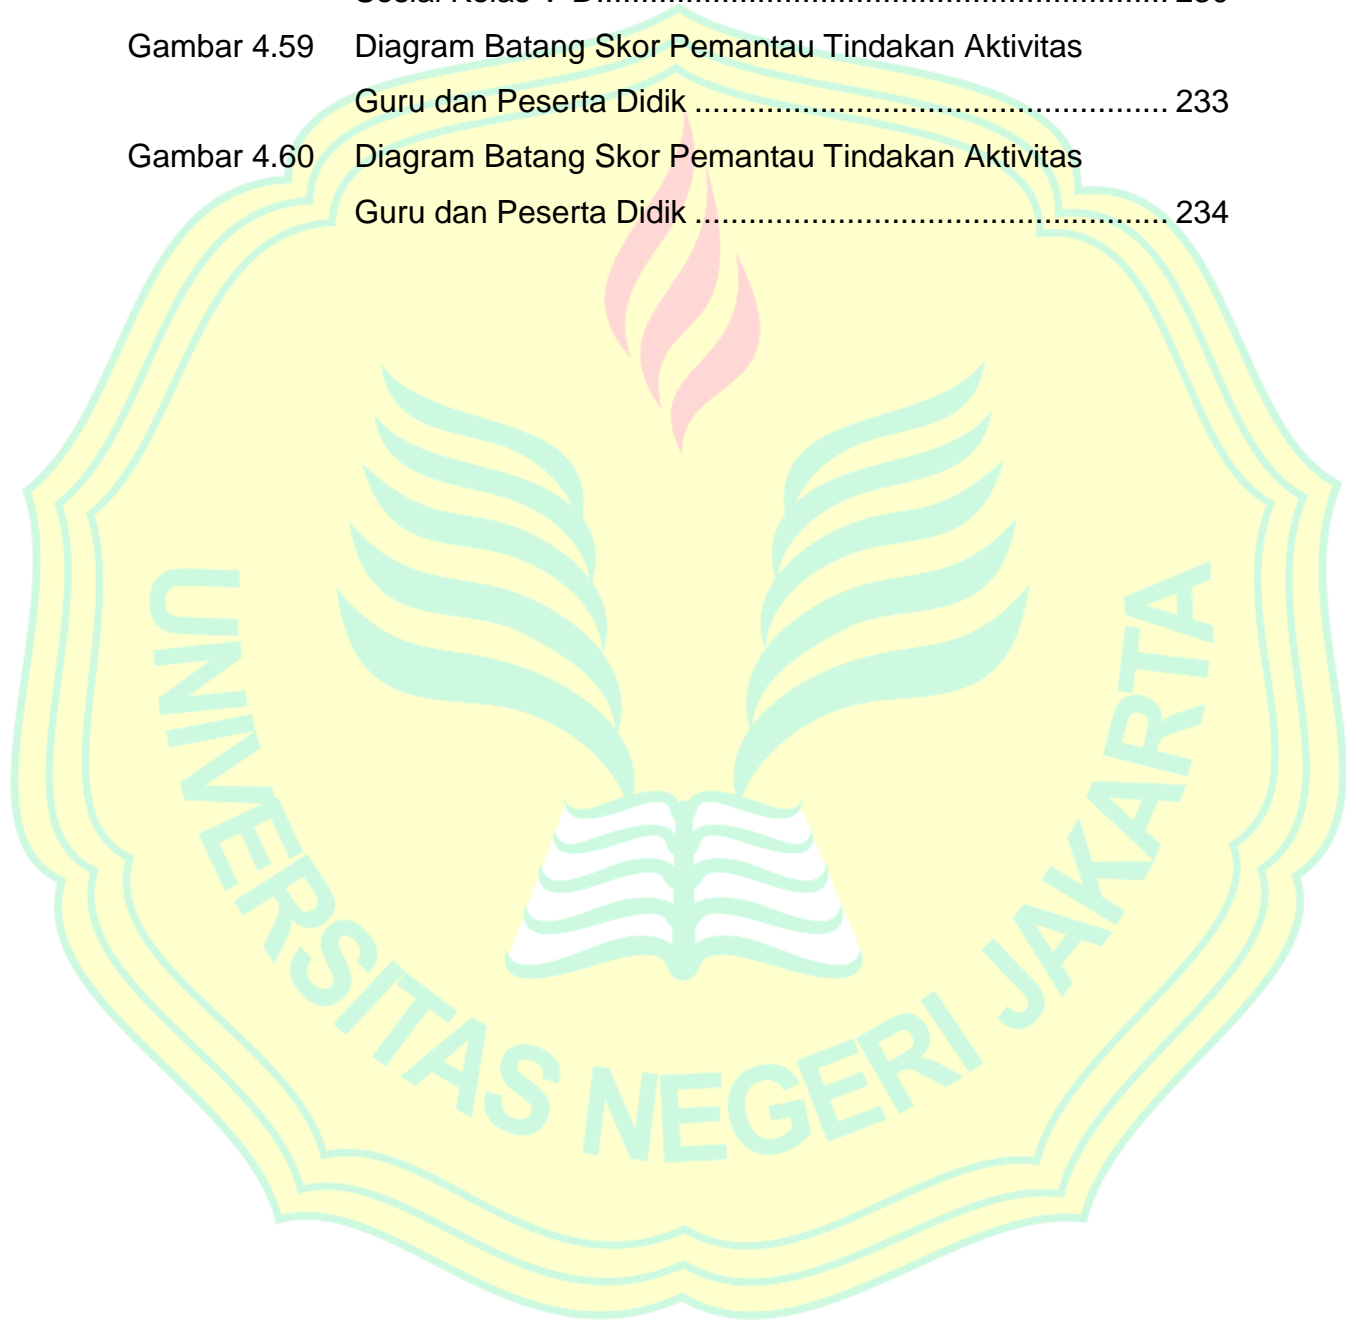 Gambar 4.59 Diagram Batang Skor Pemantau Tindakan Aktivitas
Guru dan Peserta Didik .................................................... 233
Gambar 4.60 Diagram Batang Skor Pemantau Tindakan Aktivitas
Guru dan Peserta Didik .................................................... 234
UNIVERSITAS NEGERI JAKARTA